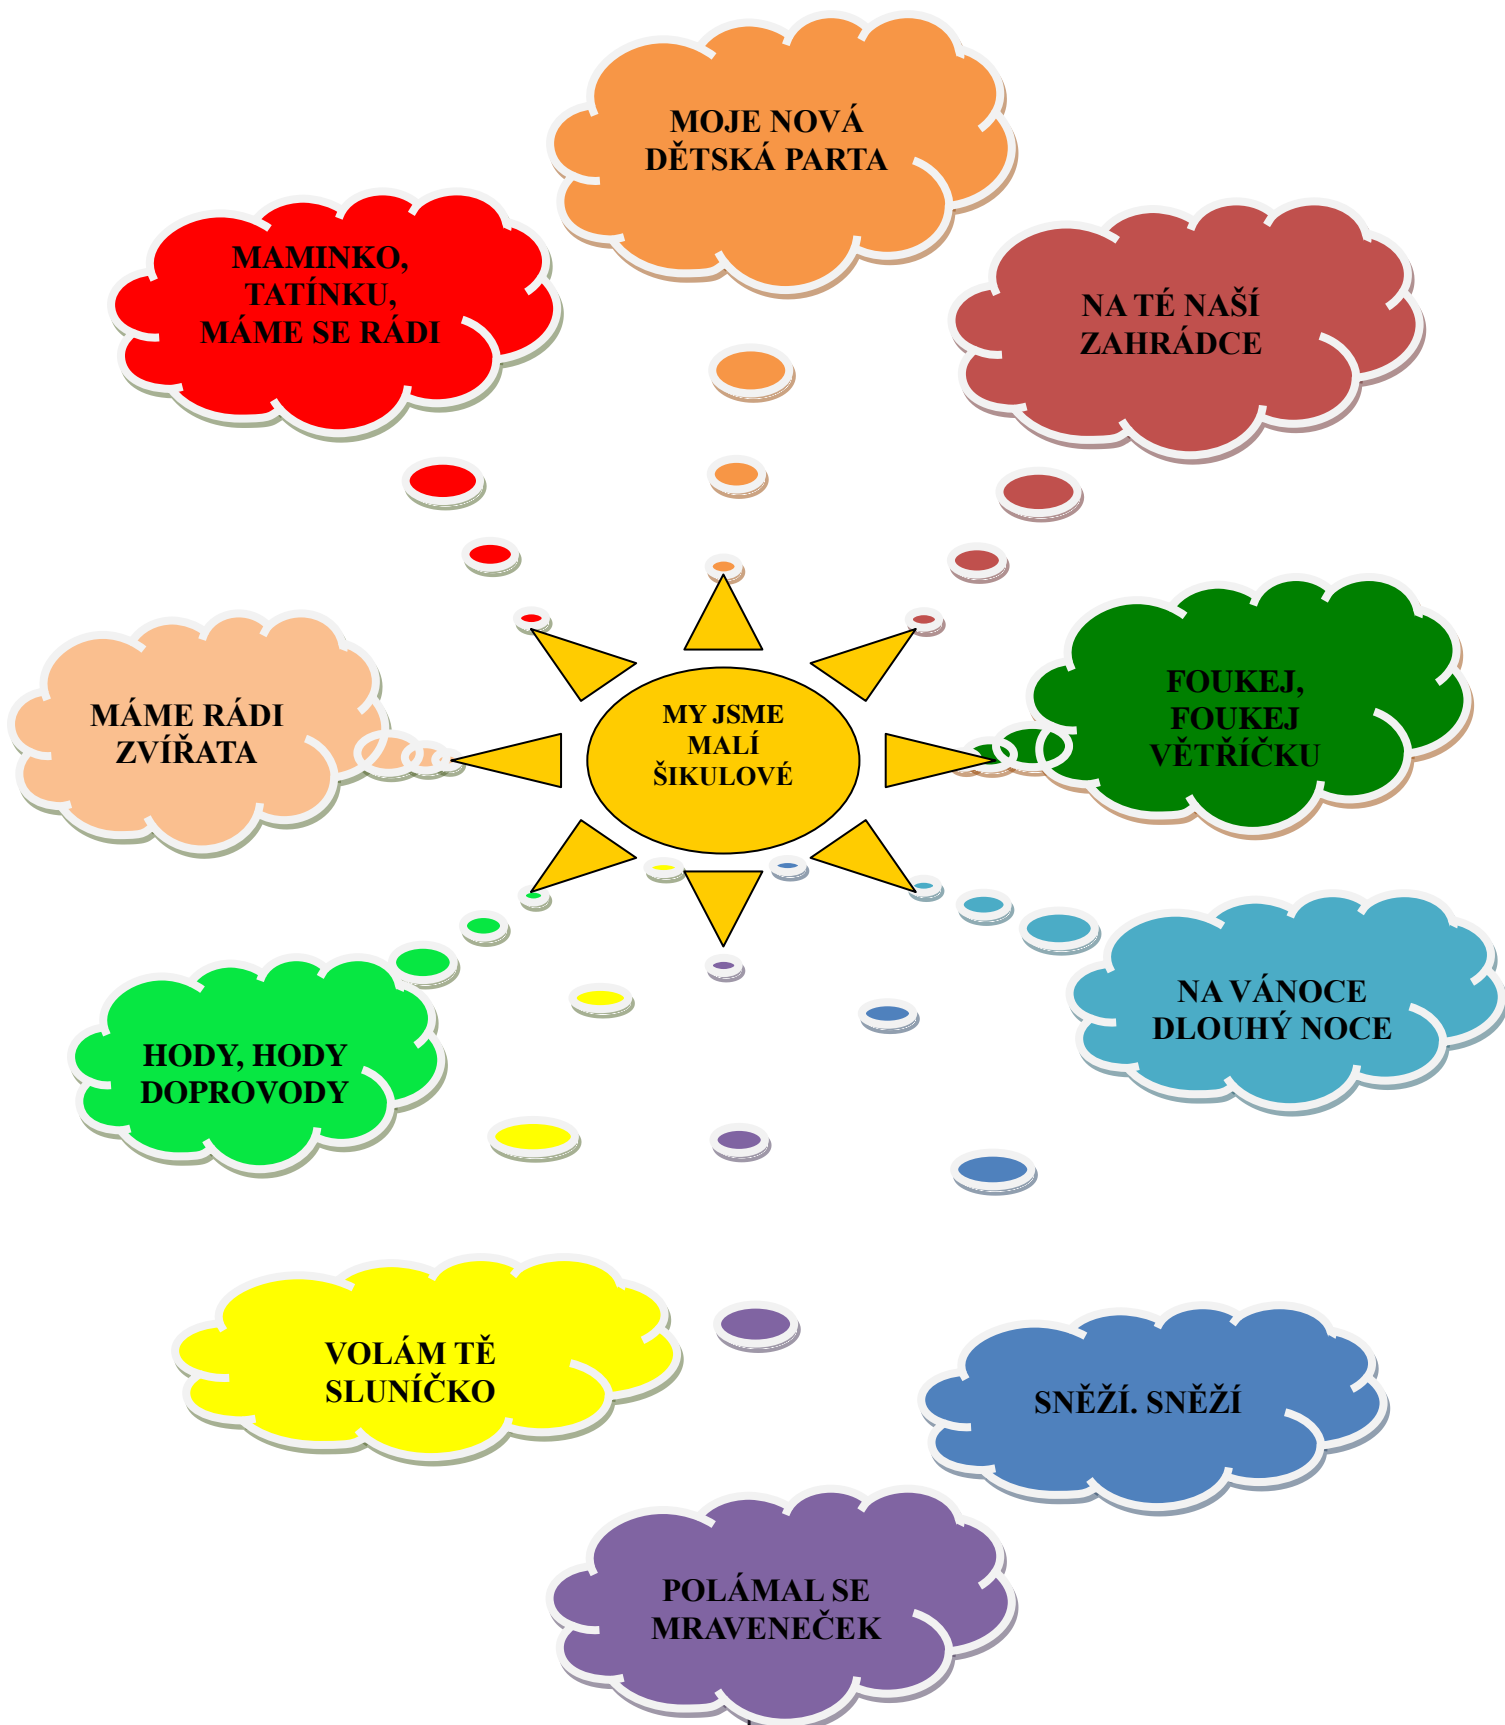 MOJE NOVÁ
DĚTSKÁ PARTA
MAMINKO,
TATÍNKU,
MÁME SE RÁDI
NA TÉ NAŠÍ
ZAHRÁDCE
MÁME RÁDI
ZVÍŘATA
MY JSME
MALÍ
ŠIKULOVÉ
FOUKEJ,
FOUKEJ
VĚTŘÍČKU
HODY, HODY
DOPROVODY
NA VÁNOCE
DLOUHÝ NOCE
VOLÁM TĚ
SLUNÍČKO
SNĚŽÍ. SNĚŽÍ
POLÁMAL SE
MRAVENEČEK